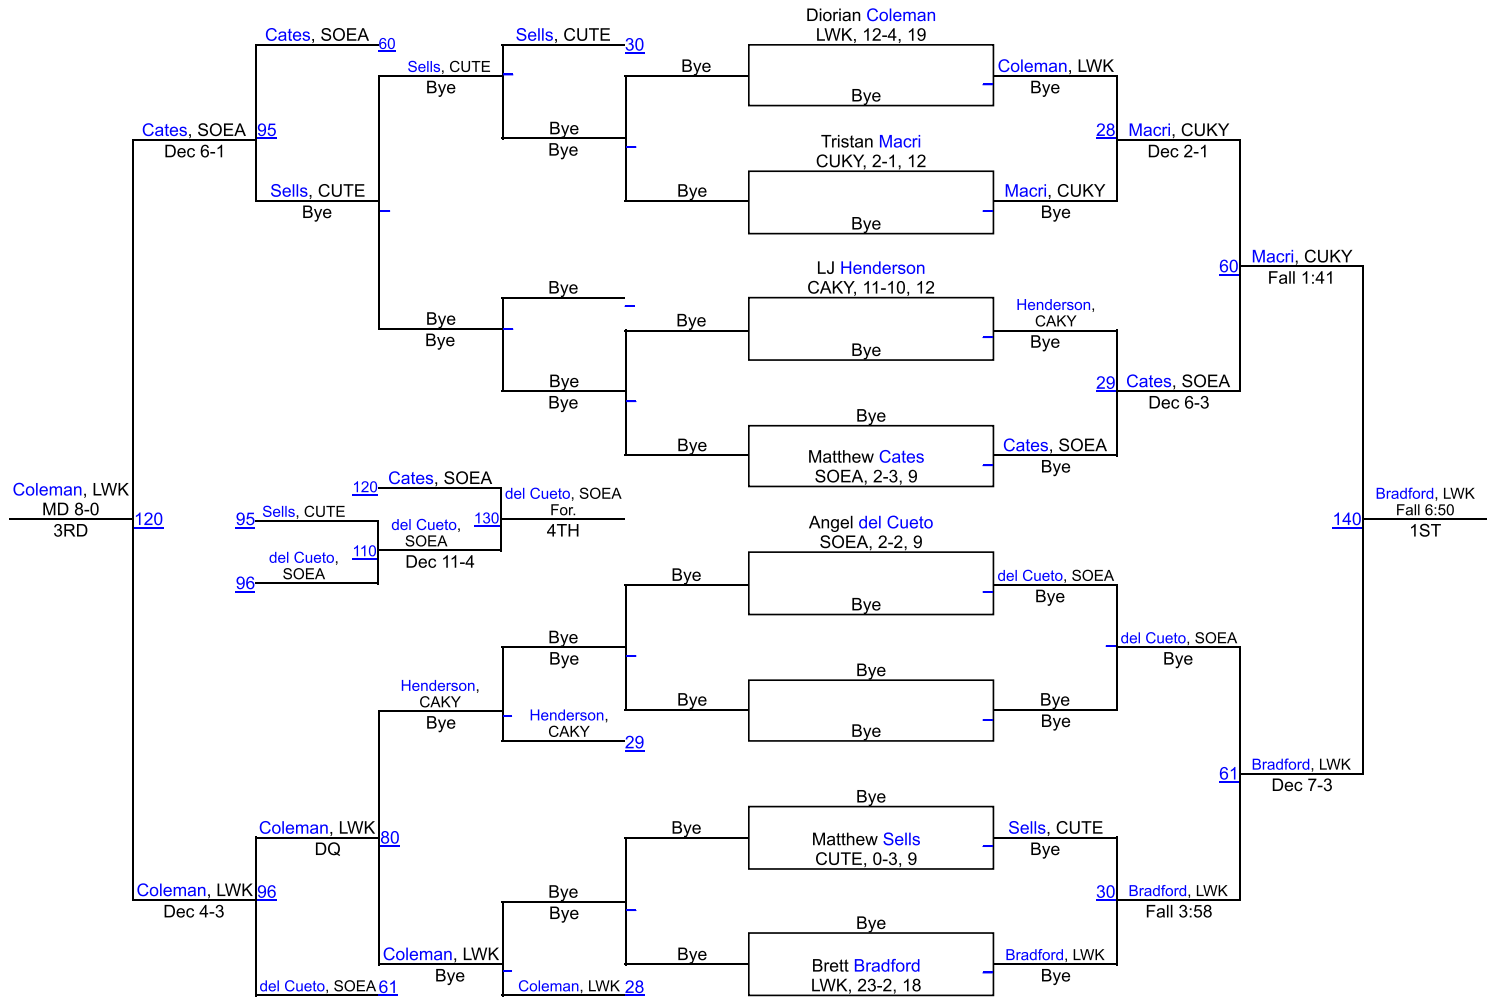 Diorian Coleman
LWK, 12-4, 19
Bye
Tristan Macri
CUKY, 2-1, 12
Bye
LJ Henderson
CAKY, 11-10, 12
Bye
Bye
Matthew Cates
SOEA, 2-3, 9
Angel del Cueto
SOEA, 2-2, 9
Bye
Bye
Bye
Bye
Matthew Sells
CUTE, 0-3, 9
Bye
Brett Bradford
LWK, 23-2, 18
Coleman, LWK
Bye
Macri, CUKY
Bye
Henderson,
CAKY
Bye
Cates, SOEA
Bye
del Cueto, SOEA
Bye
Bye
Bye
Sells, CUTE
Bye
Bradford, LWK
Bye
28
Macri, CUKY
Dec 2-1
29
Cates, SOEA
Dec 6-3
del Cueto, SOEA
Bye
30
Bradford, LWK
Fall 3:58
60
Macri, CUKY
Fall 1:41
61
Bradford, LWK
Dec 7-3
140
Bradford, LWK
Fall 6:50
1ST
Bye
Bye
Bye
Bye
Bye
Bye
Bye
Bye
Sells, CUTE
30
Bye
Bye
Bye
Bye
Bye
Bye
Bye
Henderson,
CAKY
29
Bye
Bye
Coleman, LWK
28
Sells, CUTE
Bye
Bye
Bye
Henderson,
CAKY
Bye
Coleman, LWK
Bye
Cates, SOEA
60
Sells, CUTE
Bye
Coleman, LWK
80
DQ
del Cueto, SOEA
61
Cates, SOEA
95
Dec 6-1
Coleman, LWK
96
Dec 4-3
Coleman, LWK
MD 8-0
120
3RD
120
Cates, SOEA
95
Sells, CUTE
96
del Cueto,
SOEA
110
del Cueto,
SOEA
Dec 11-4
130
del Cueto, SOEA
For.
4TH